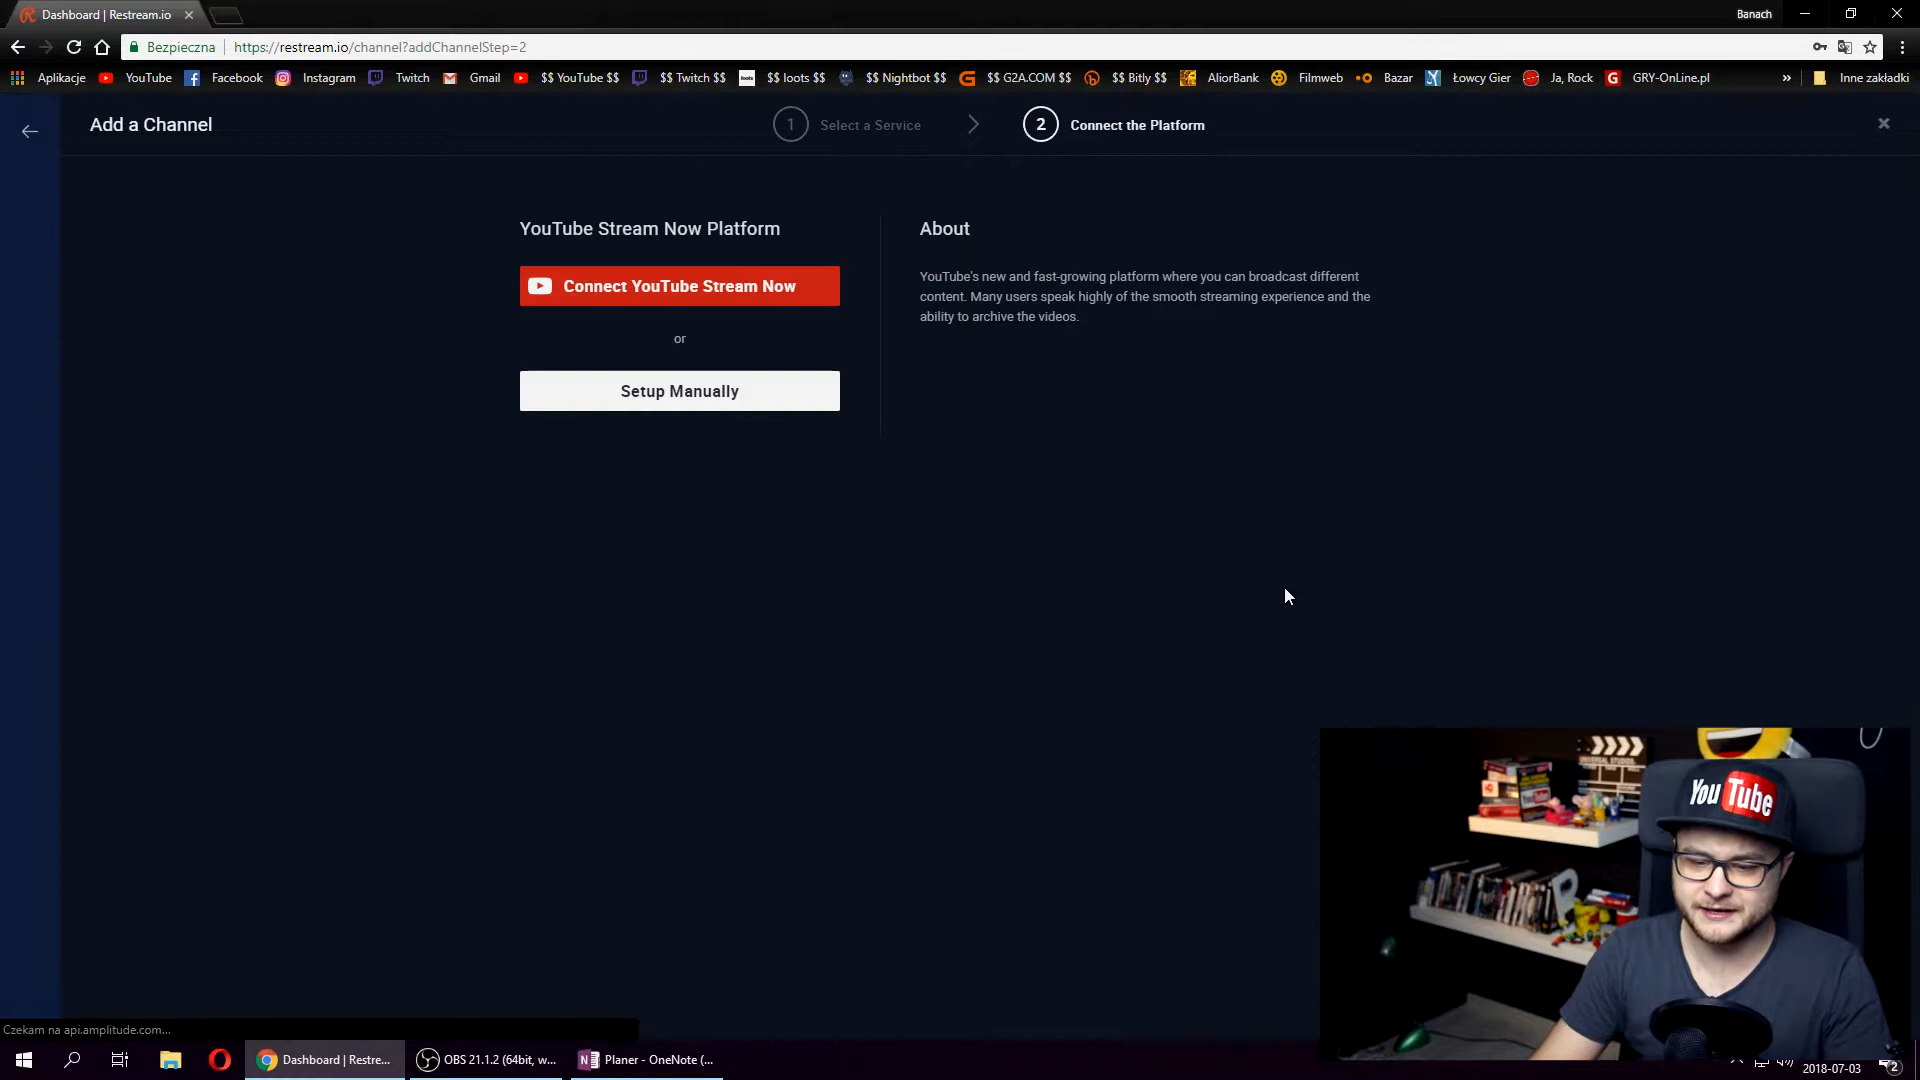 Dashboard | Restream.io
Banach
Bezpieczna
https://restream.io/channel?addChannelStep=2
Aplikacje
YouTube
Facebook
Instagram
Twitch
Gmail
$$ YouTube $$
$$ Twitch $$
$$ loots $$
$$ Nightbot $$
$$ G2A.COM $$
$$ Bitly $$
AliorBank
Filmweb
Bazar
Łowcy Gier
Ja, Rock
GRY-OnLine.pl
»
Inne zakładki
Add a Channel
1 Select a Service
2 Connect the Platform
YouTube Stream Now Platform
Connect YouTube Stream Now
or
Setup Manually
About
YouTube's new and fast-growing platform where you can broadcast different
content. Many users speak highly of the smooth streaming experience and the
ability to archive the videos.
YouTube
Czekam na api.amplitude.com...
Dashboard | Restre...
OBS 21.1.2 (64bit, w...
Planer - OneNote (...
2018-07-03
2